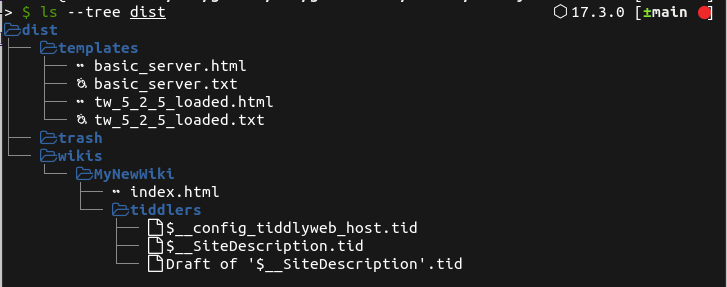 > $ ls --tree dist 17.3.0 [±main ●]
dist
templates
basic_server.html
basic_server.txt
tw_5_2_5_loaded.html
tw_5_2_5_loaded.txt
trash
wikis
MyNewWiki
index.html
tiddlers
$__config_tiddlyweb_host.tid
$__SiteDescription.tid
Draft of '$__SiteDescription'.tid